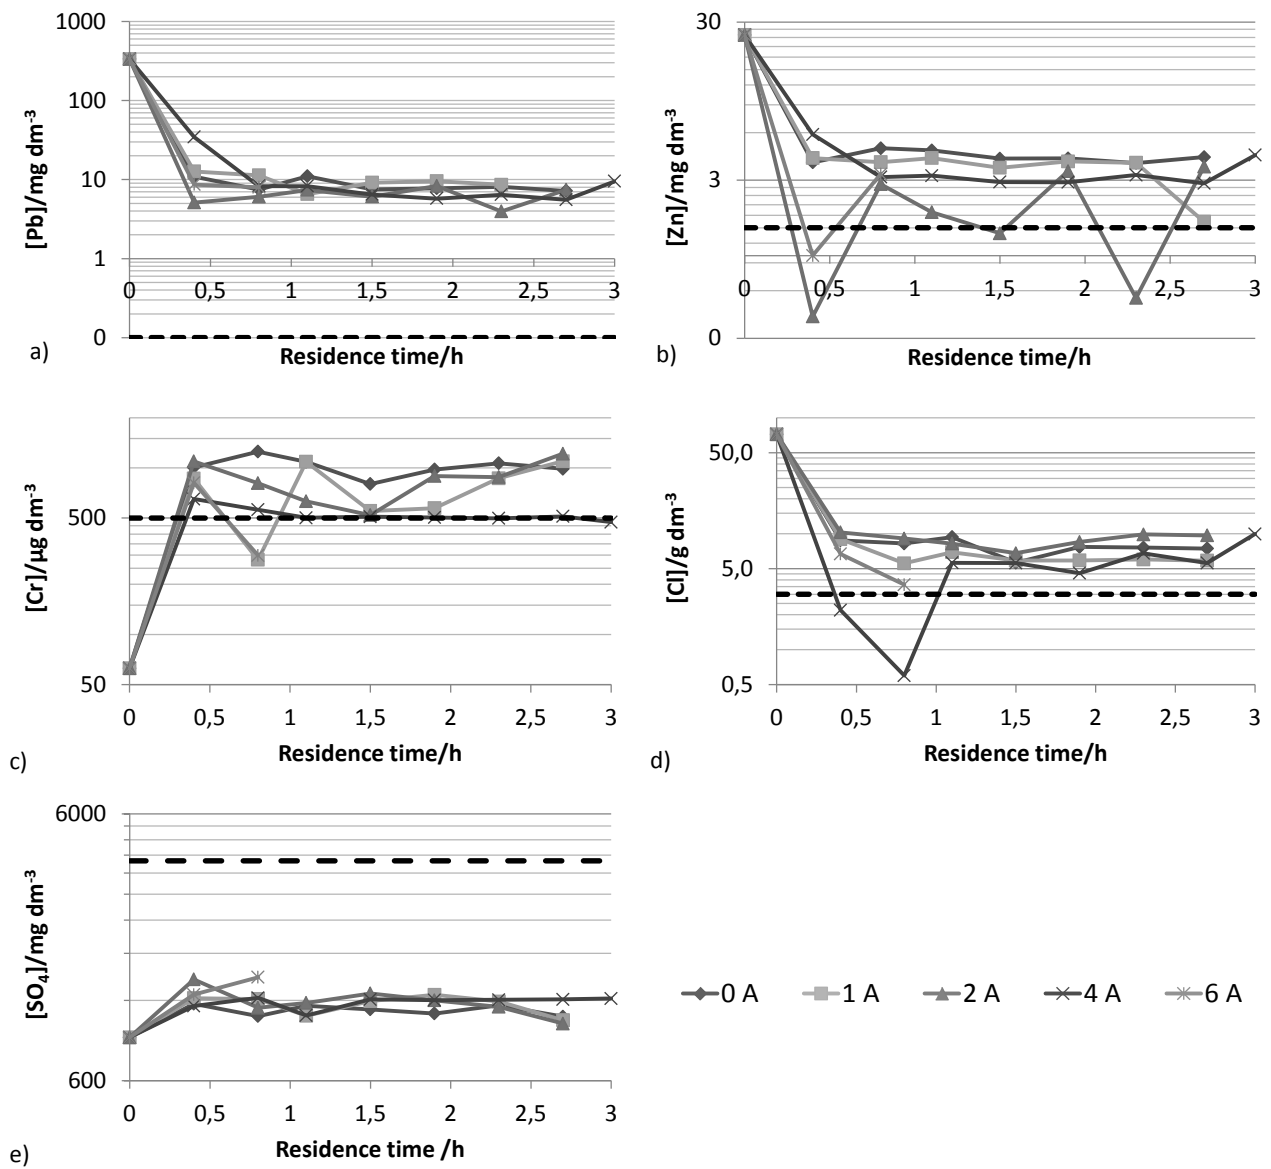 1000
100
10
1
0
[Pb]/mg dm-3
0 0,5 1 1,5 2 2,5 3
Residence time/h
a)
30
3
0
[Zn]/mg dm-3
0 0,5 1 1,5 2 2,5 3
Residence time/h
b)
500
50
[Cr]/µg dm-3
0 0,5 1 1,5 2 2,5 3
Residence time/h
c)
50,0
5,0
0,5
[Cl]/g dm-3
0 0,5 1 1,5 2 2,5 3
Residence time/h
d)
6000
600
[SO4]/mg dm-3
0 0,5 1 1,5 2 2,5 3
Residence time /h
e)
0 A 1 A 2 A 4 A 6 A